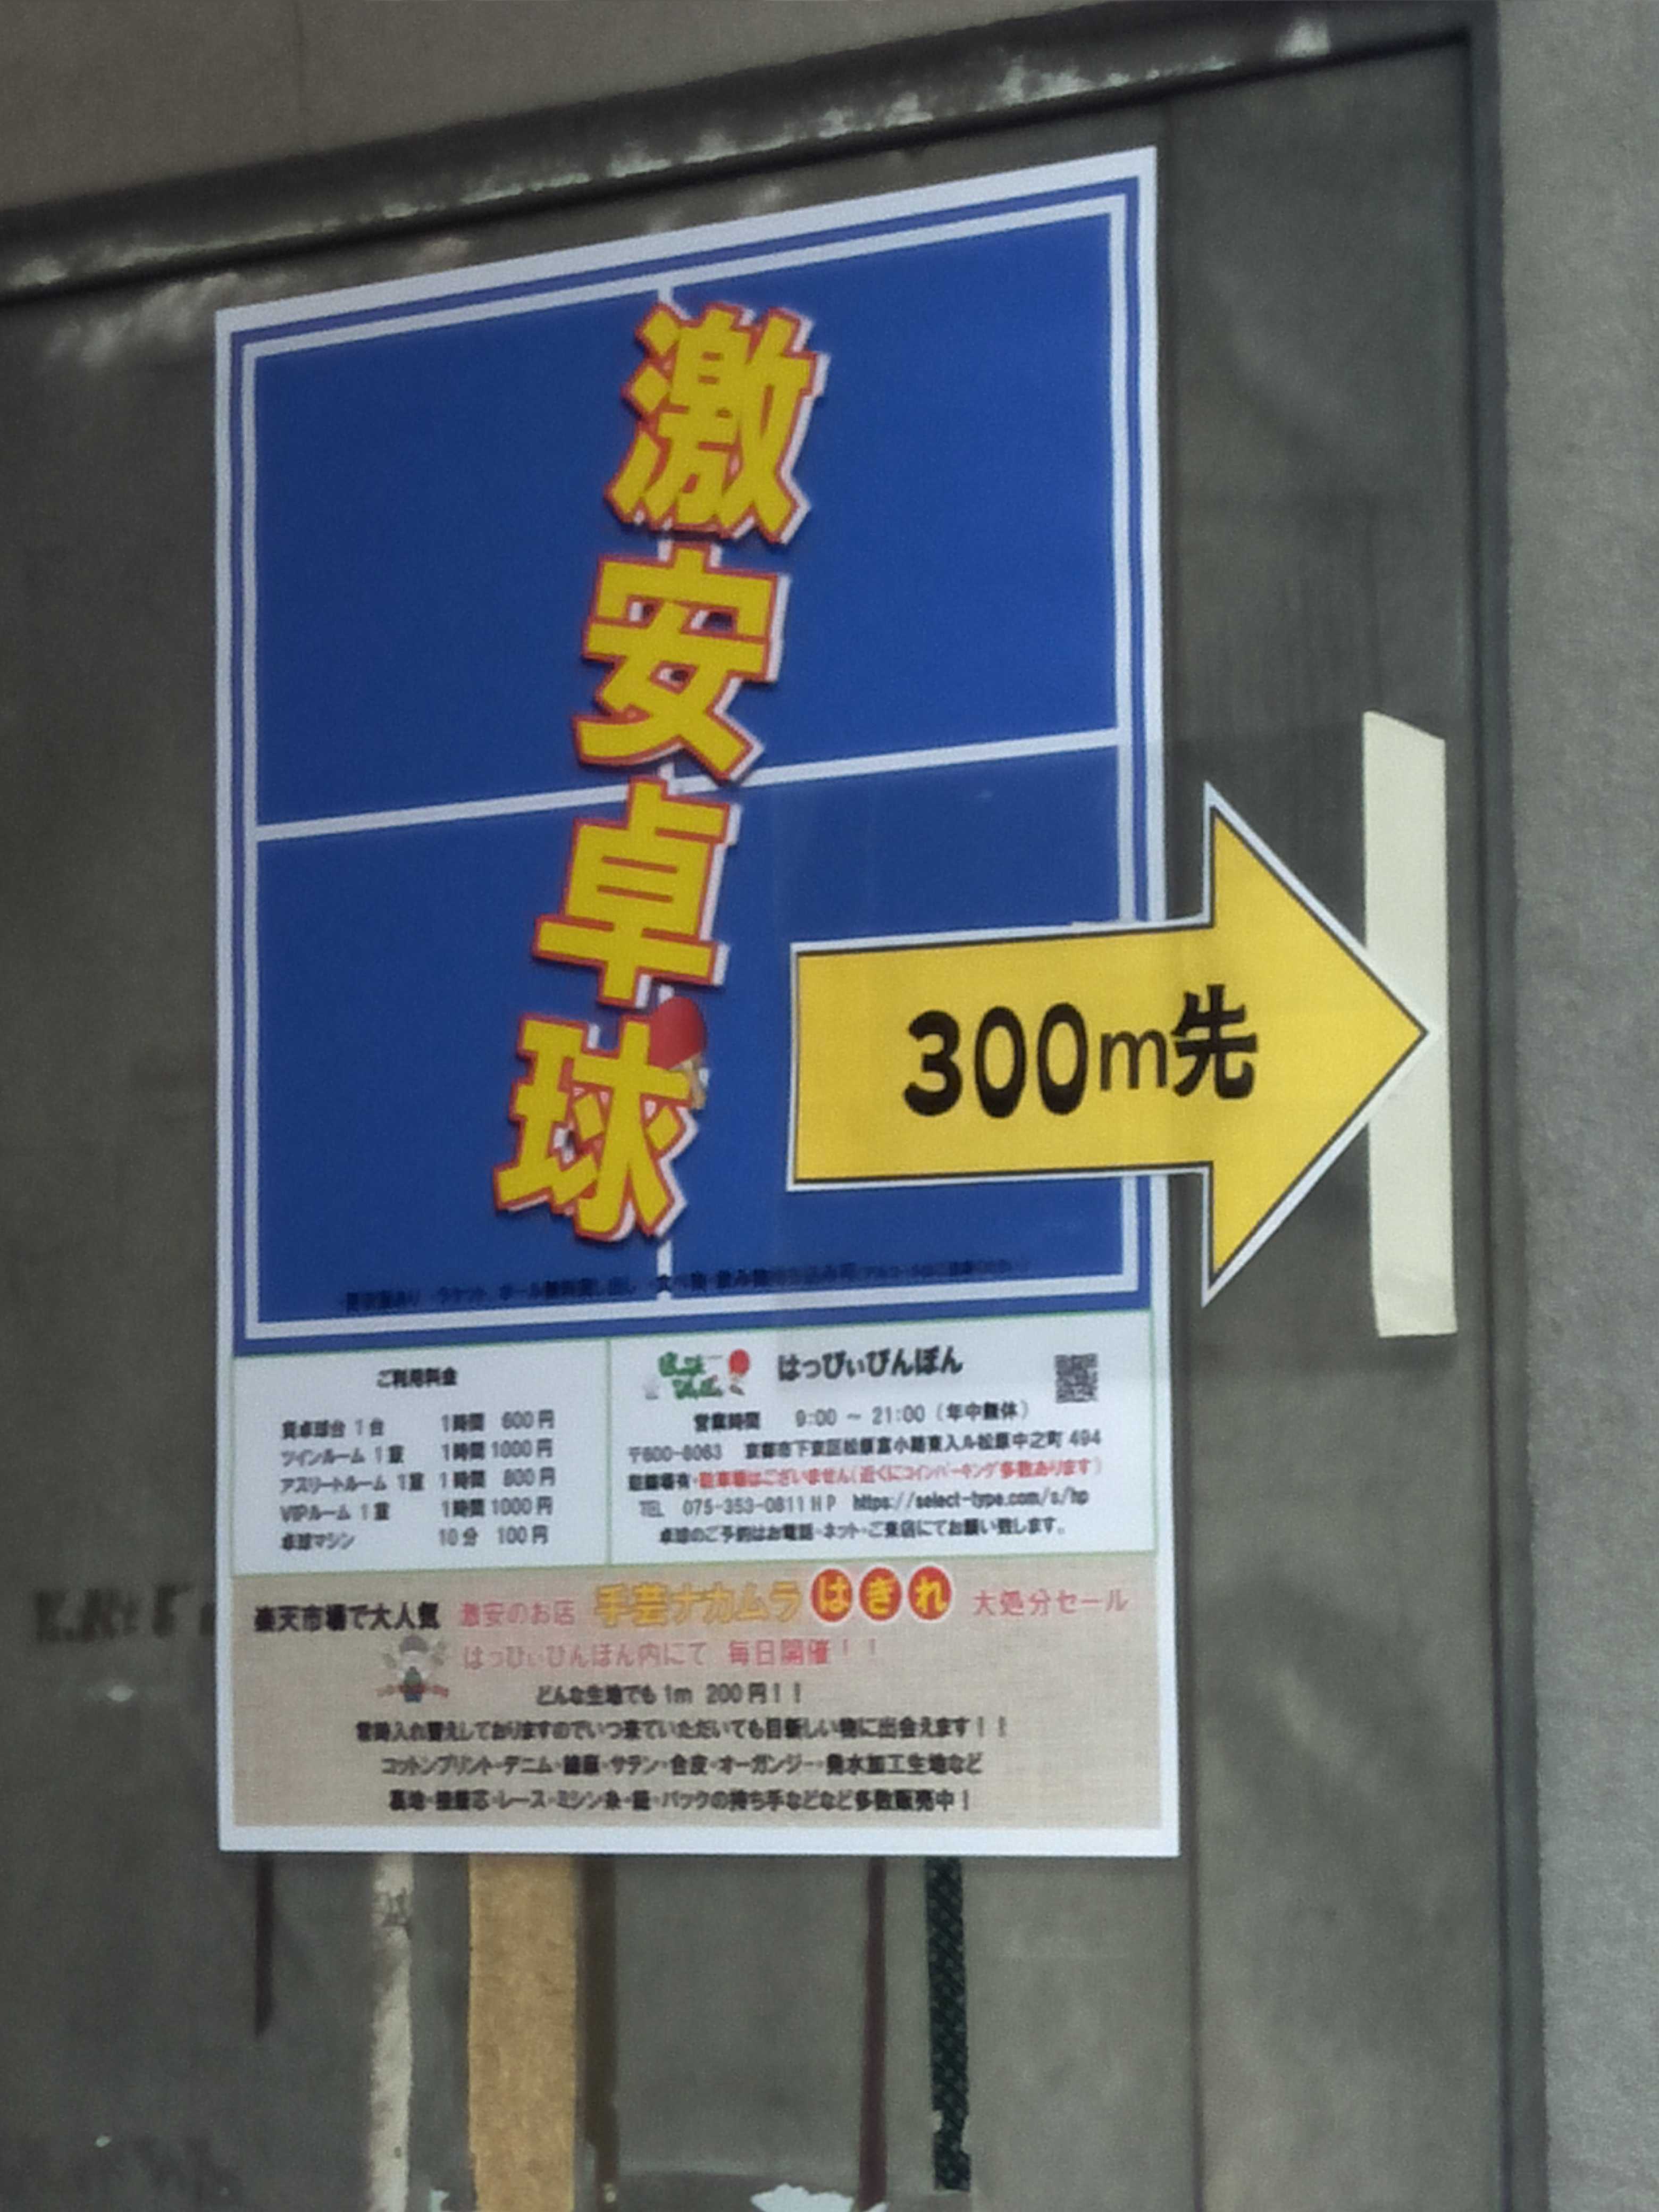 激安卓球
300m先
ご利用料金
貸卓球台 1台 1時間 600円
ツインルーム 1室 1時間 1000円
アスリートルーム 1室 1時間 800円
VIPルーム 1室 1時間 1000円
卓球マシン 10分 100円
はっぴぃぴんぽん
営業時間 9:00 ~ 21:00 (年中無休)
〒600-8063 京都市下京区松原富小路東入ル松原中之町 494
駐輪場有・駐車場はございません(近くにコインパーキング多数あります)
TEL 075-353-0811 HP https://select-type.com/s/hp
卓球のご予約はお電話・ネット・ご来店にてお願い致します。
楽天市場で大人気 激安のお店 手芸ナカムラ はぎれ 大処分セール
はっぴぃぴんぽん内にて 毎日開催!!
どんな生地でも 1m 200円!!
常時入れ替えしておりますのでいつ来ていただいても目新しい物に出会えます!!
コットンプリント・デニム・綿麻・サテン・合皮・オーガンジー・撥水加工生地など
裏地・接着芯・レース・ミシン糸・紐・バックの持ち手などなど多数販売中!